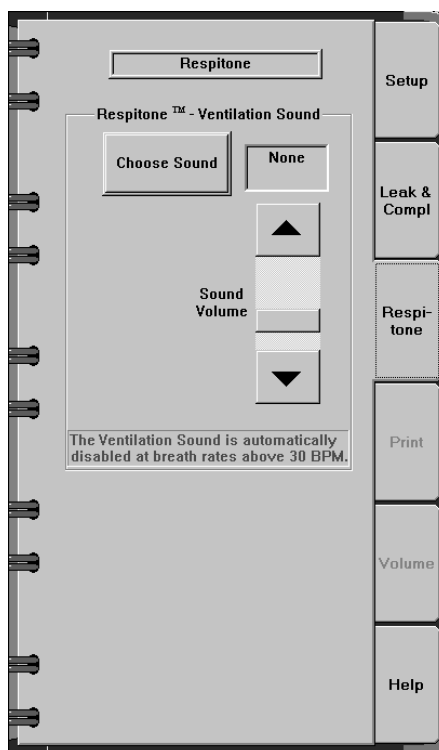 Respitone
Respitone ™ - Ventilation Sound
Choose Sound
None
Sound
Volume
The Ventilation Sound is automatically
disabled at breath rates above 30 BPM.
Setup
Leak &
Compl
Respi-
tone
Print
Volume
Help